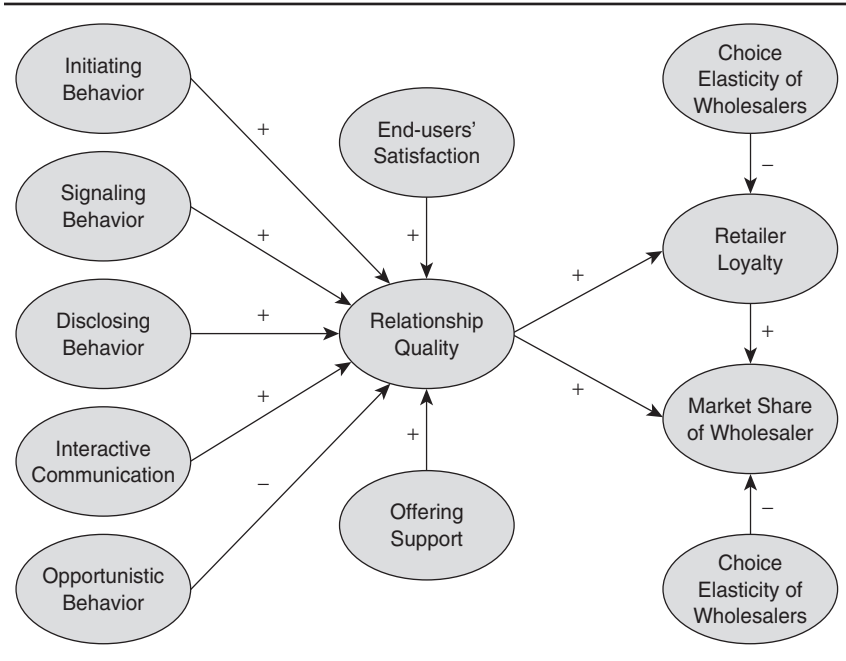 Initiating
Behavior
Signaling
Behavior
Disclosing
Behavior
Interactive
Communication
Opportunistic
Behavior
+
+
+
+
−
End-users'
Satisfaction
+
Relationship
Quality
+
Offering
Support
+
+
Choice
Elasticity of
Wholesalers
−
Retailer
Loyalty
+
Market Share
of Wholesaler
−
Choice
Elasticity of
Wholesalers